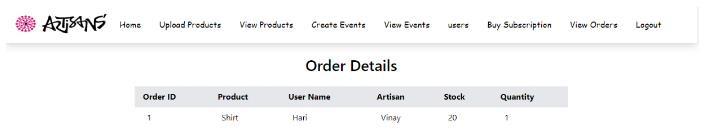 ARTISANS Home Upload Products View Products Create Events View Events users Buy Subscription View Orders Logout
Order Details
Order ID Product User Name Artisan Stock Quantity
1 Shirt Hari Vinay 20 1